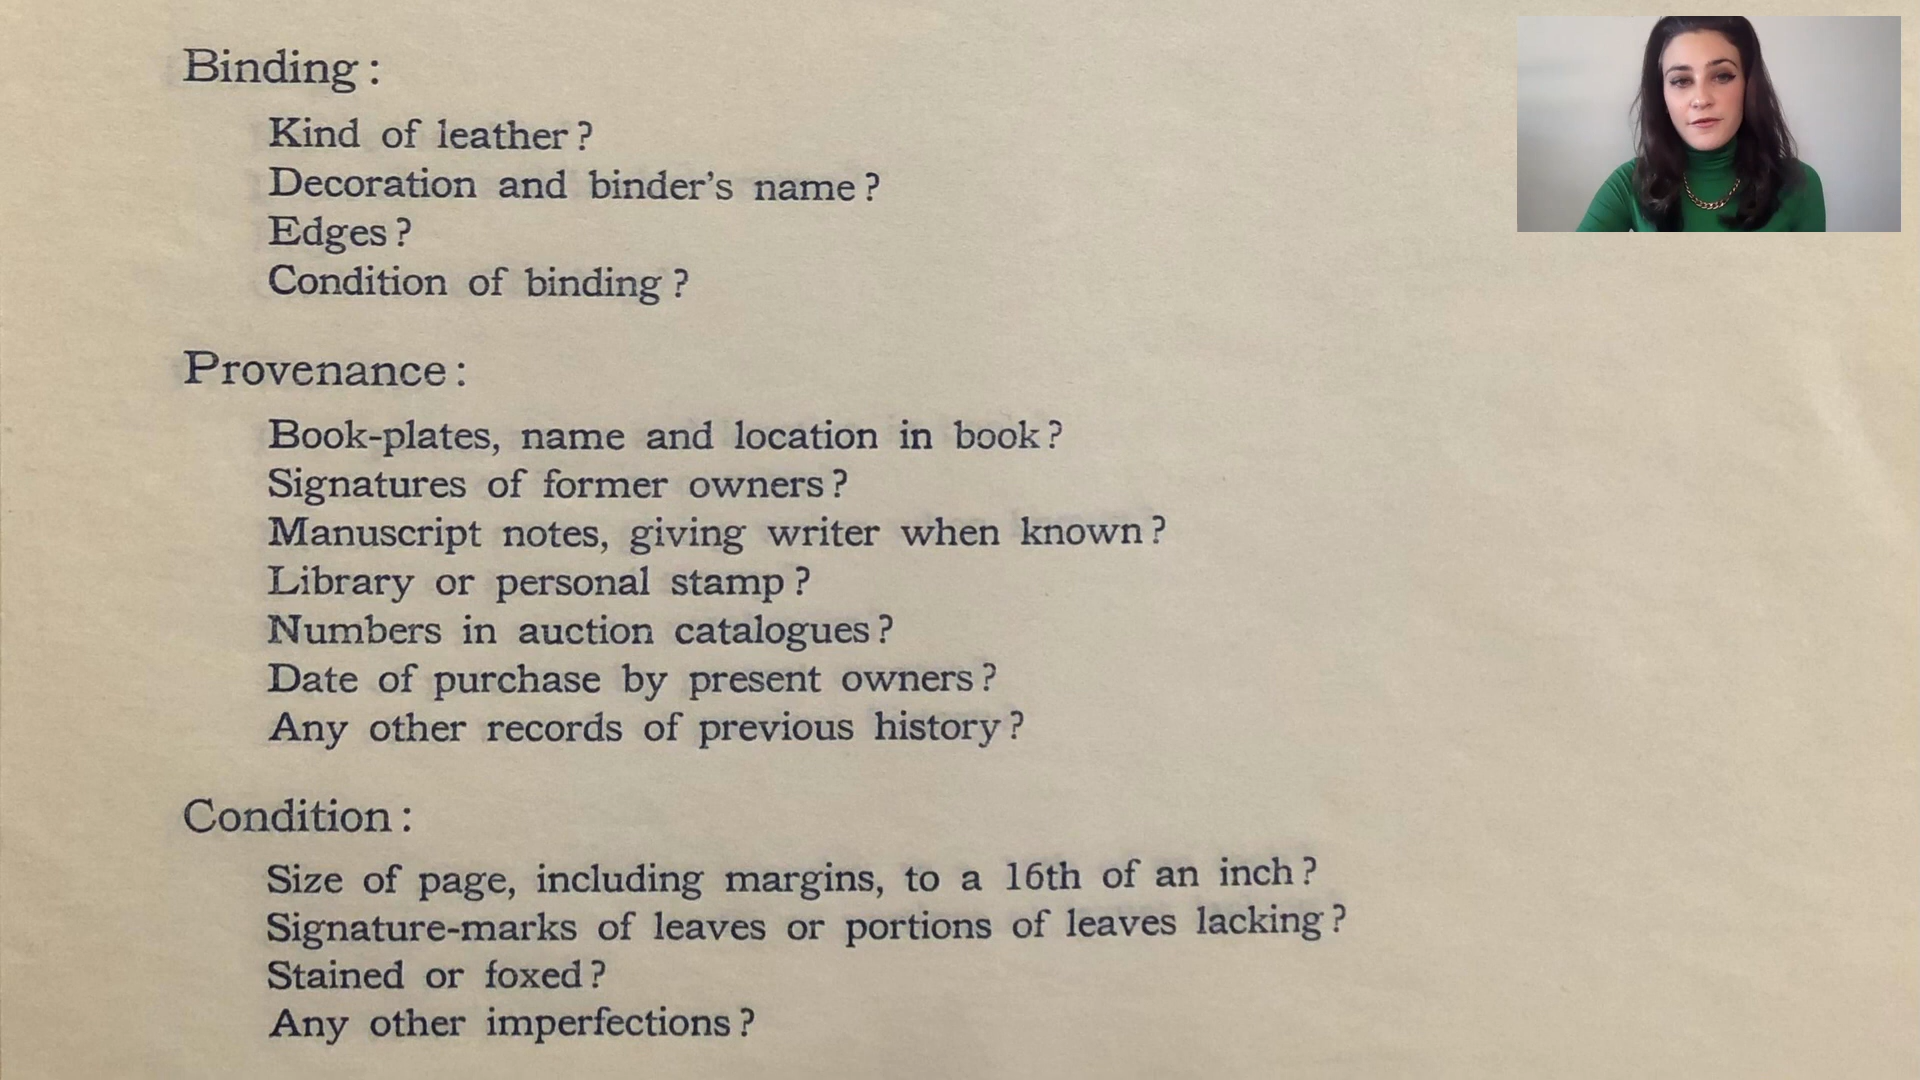 Binding :
Kind of leather ?
Decoration and binder's name ?
Edges ?
Condition of binding ?
Provenance :
Book-plates, name and location in book ?
Signatures of former owners ?
Manuscript notes, giving writer when known ?
Library or personal stamp ?
Numbers in auction catalogues ?
Date of purchase by present owners ?
Any other records of previous history ?
Condition :
Size of page, including margins, to a 16th of an inch ?
Signature-marks of leaves or portions of leaves lacking ?
Stained or foxed ?
Any other imperfections ?